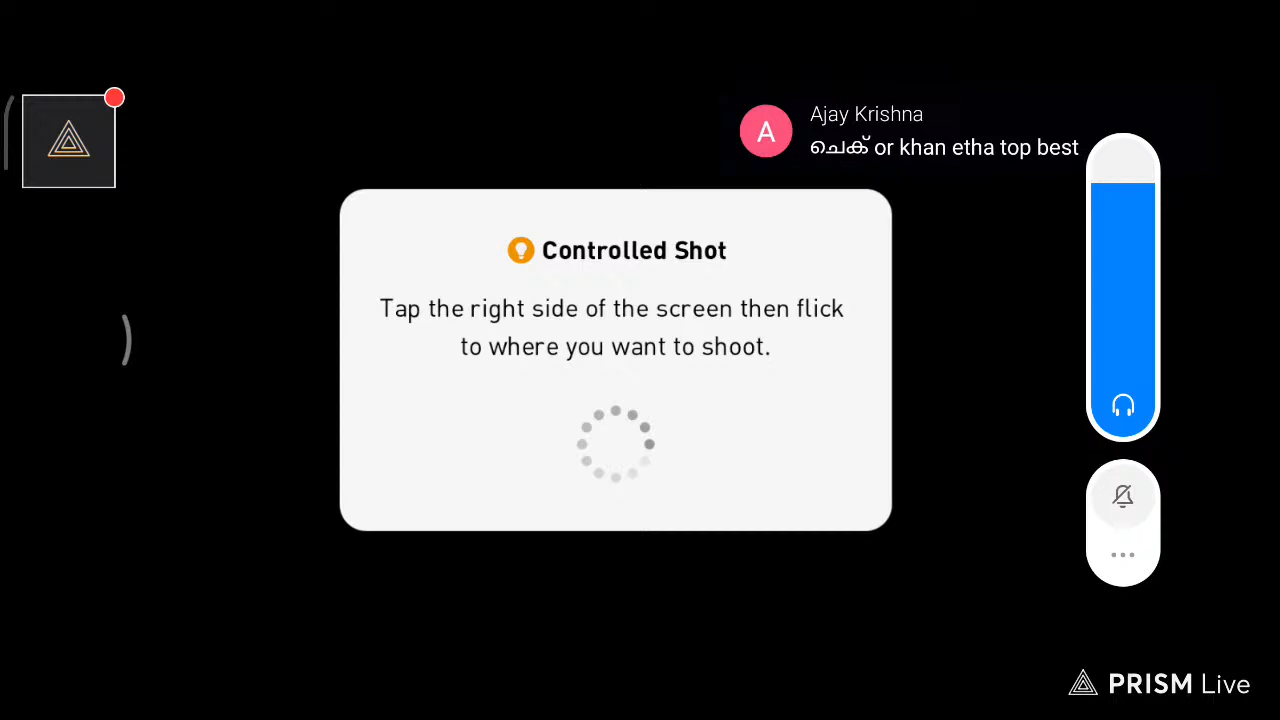 Ajay Krishna
A
ചെക് or khan etha top best
Controlled Shot
Tap the right side of the screen then flick
to where you want to shoot.
PRISM Live